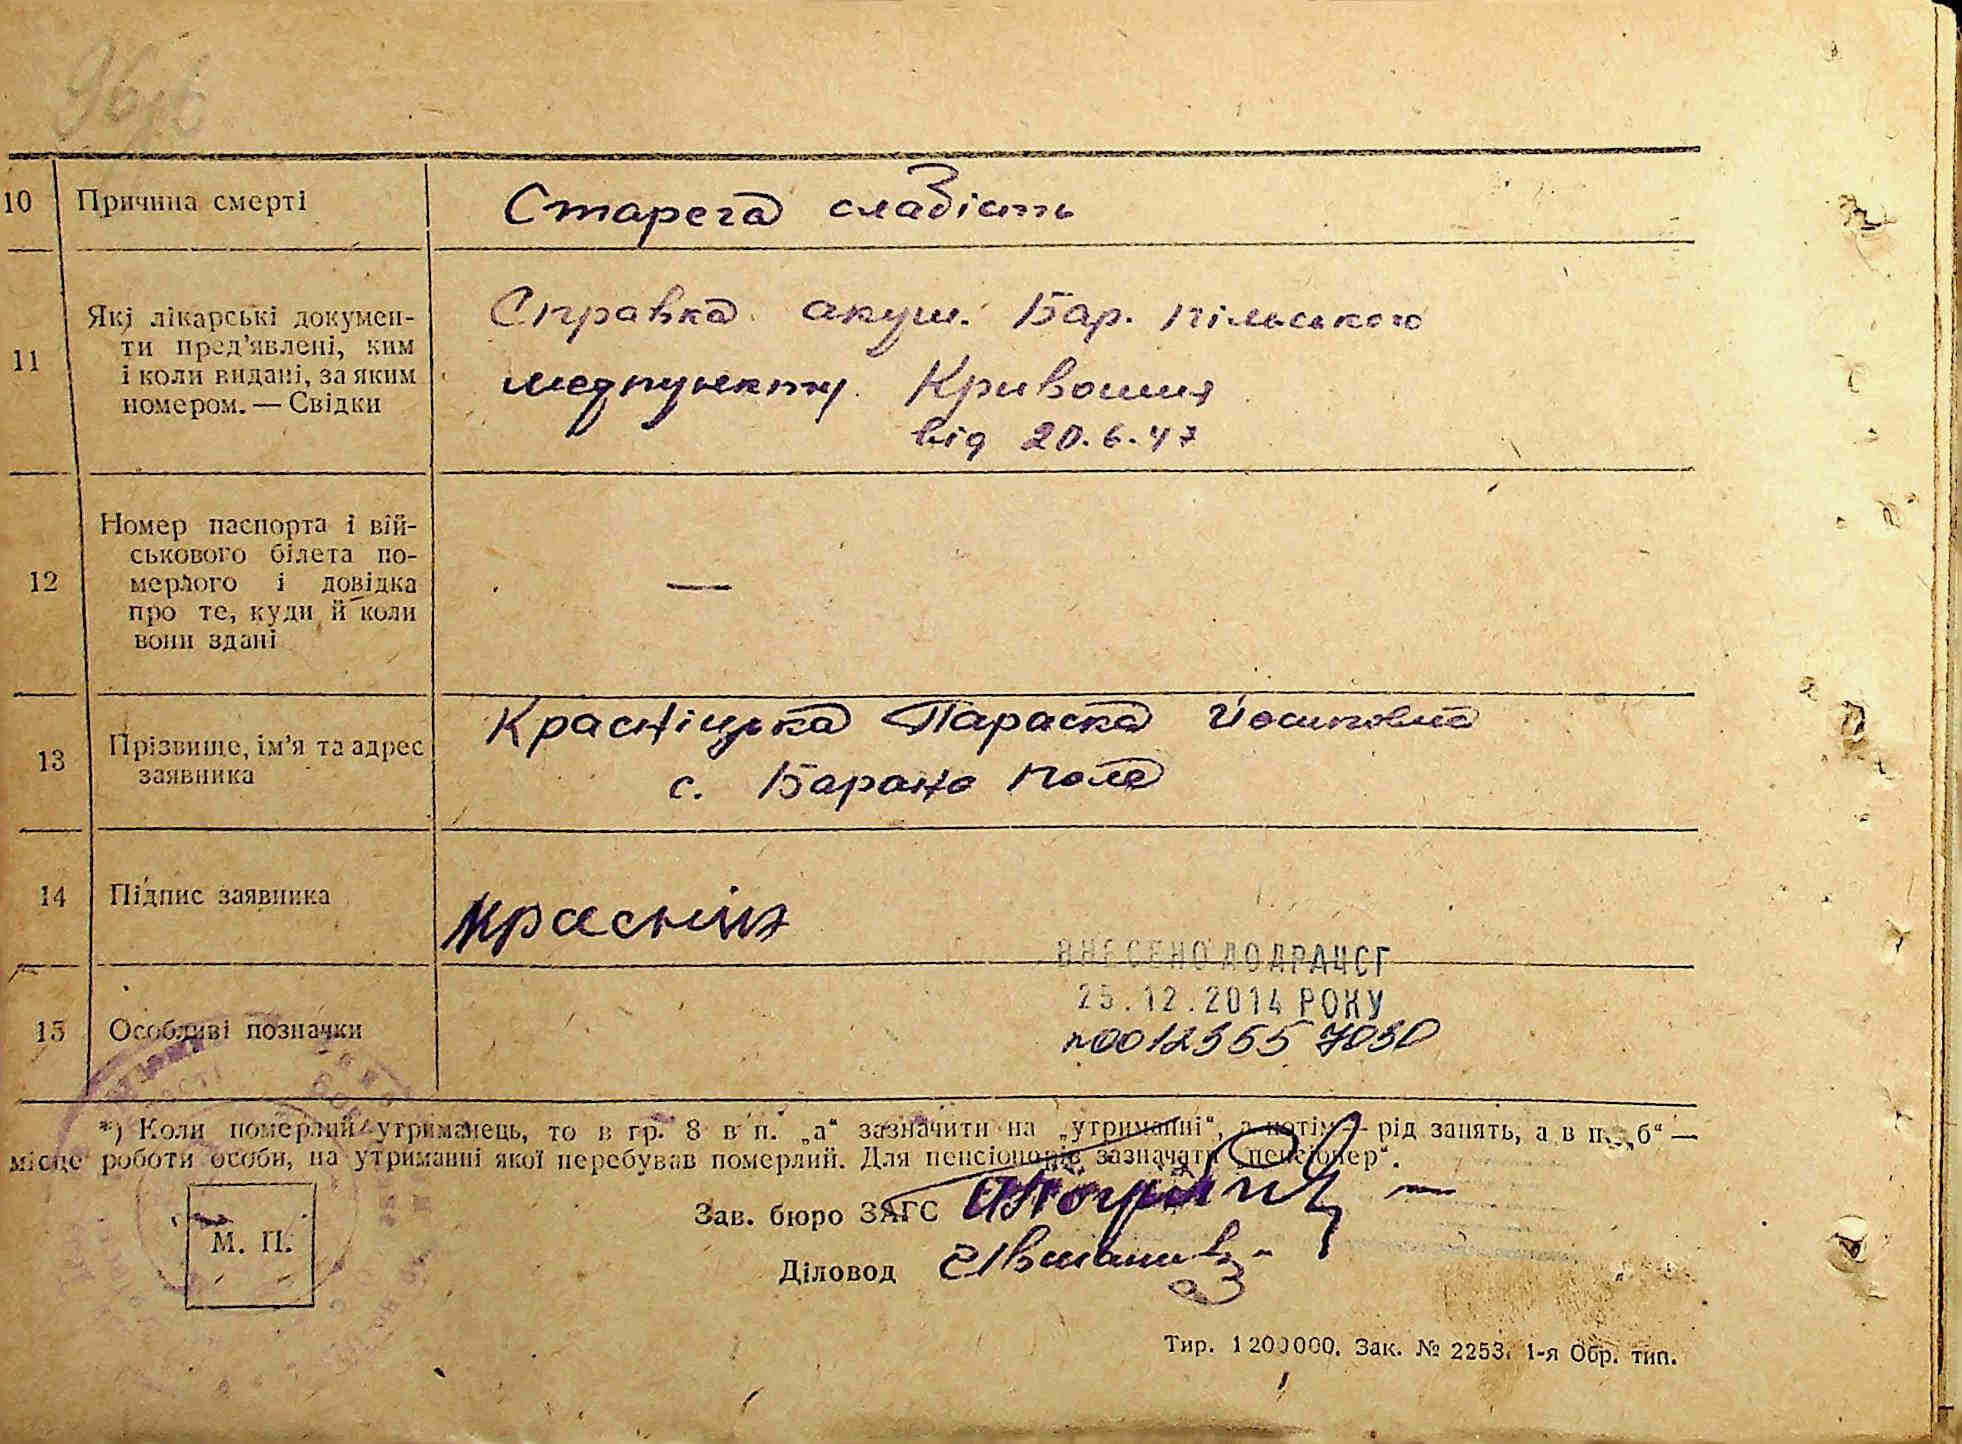 10 Причина смерті
Старега слабість
11 Які лікарські докумен-
ти пред'явлені, ким
і коли видані, за яким
номером. — Свідки
Справка акуш. Бар. Пільського
медпункту Кривошия
від 20.6.47
12 Номер паспорта і вій-
ськового білета по-
мерлого і довідка
про те, куди й коли
вони здані
—
13 Прізвище, ім'я та адрес
заявника
Красніцька Параска Йосиповна
с. Барано Поле
14 Підпис заявника
Красніц
ВНЕСЕНО ДО ДРАЦСГ
25.12.2014 РОКУ
15 Особливі позначки
*) Коли померлий утриманець, то в гр. 8 в п. „а“ зазначити на „утриманні“, а потім — рід занять, а в п. „б“ —
місце роботи особи, на утриманні якої перебував померлий. Для пенсіонерів зазначати „пенсіонер“.
Зав. бюро ЗАГС
М. П.
Діловод
Тир. 1200000. Зак. № 2253. 1-я Обр. тип.